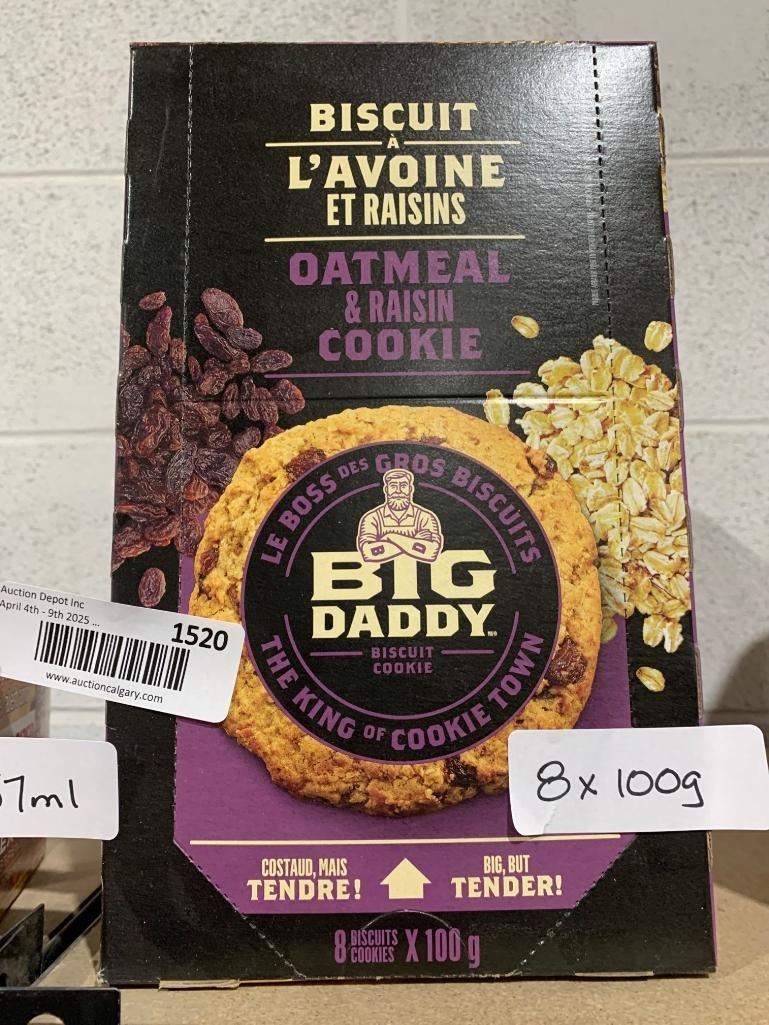 BISCUIT
À
L'AVOINE
ET RAISINS
OATMEAL
& RAISIN
COOKIE
LE BOSS DES GROS BISCUITS
BIG
DADDY
BISCUIT
COOKIE
THE KING OF COOKIE TOWN
Auction Depot Inc
April 4th - 9th 2025 ...
1520
www.auctioncalgary.com
7ml
8 x 100g
COSTAUD, MAIS
TENDRE!
BIG, BUT
TENDER!
8 BISCUITS COOKIES X 100 g